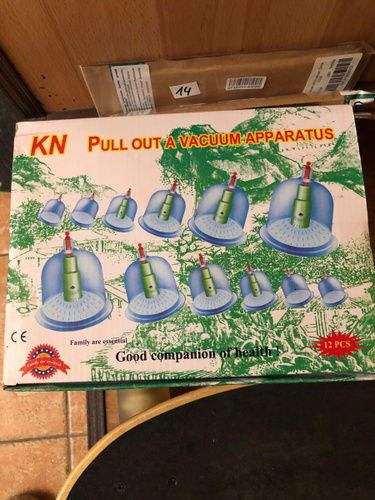 14
KN PULL OUT A VACUUM APPARATUS
CE
Family are essential
Good companion of health !
12 PCS